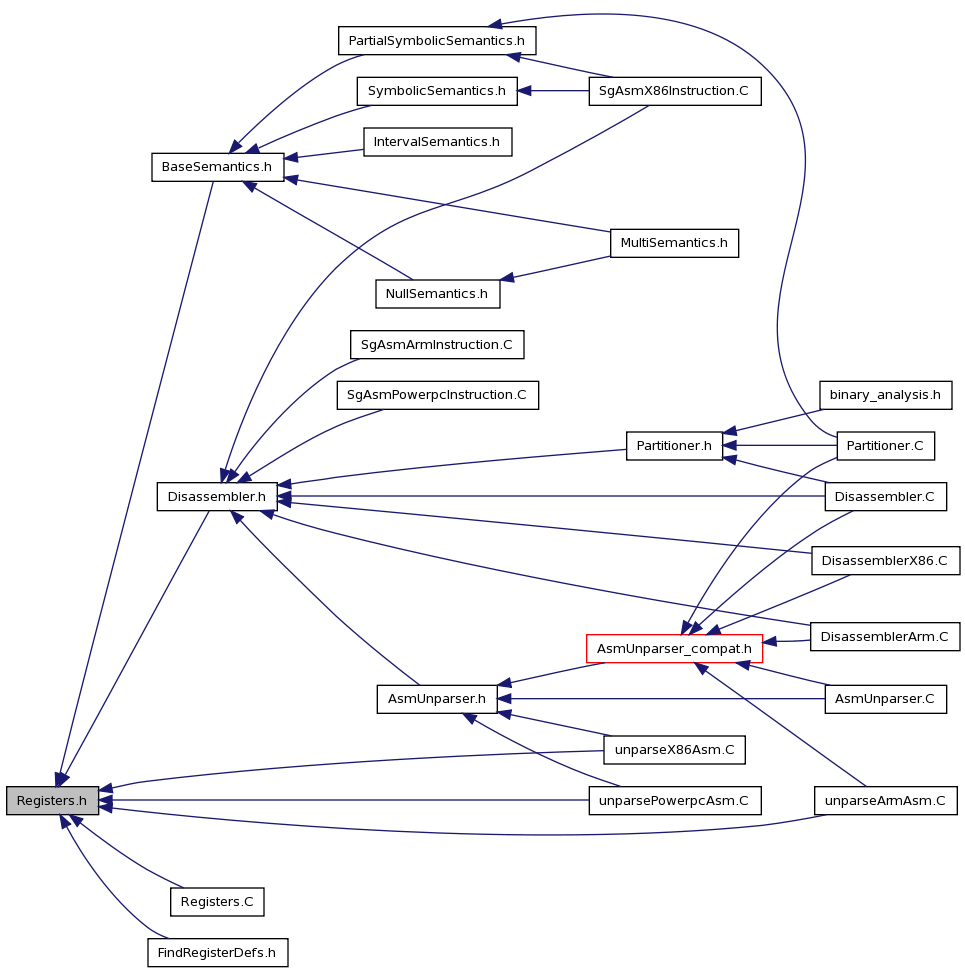 PartialSymbolicSemantics.h
SymbolicSemantics.h
SgAsmX86Instruction.C
IntervalSemantics.h
BaseSemantics.h
MultiSemantics.h
NullSemantics.h
SgAsmArmInstruction.C
SgAsmPowerpcInstruction.C
binary_analysis.h
Partitioner.h
Partitioner.C
Disassembler.h
Disassembler.C
DisassemblerX86.C
DisassemblerArm.C
AsmUnparser_compat.h
AsmUnparser.h
AsmUnparser.C
unparseX86Asm.C
Registers.h
unparsePowerpcAsm.C
unparseArmAsm.C
Registers.C
FindRegisterDefs.h